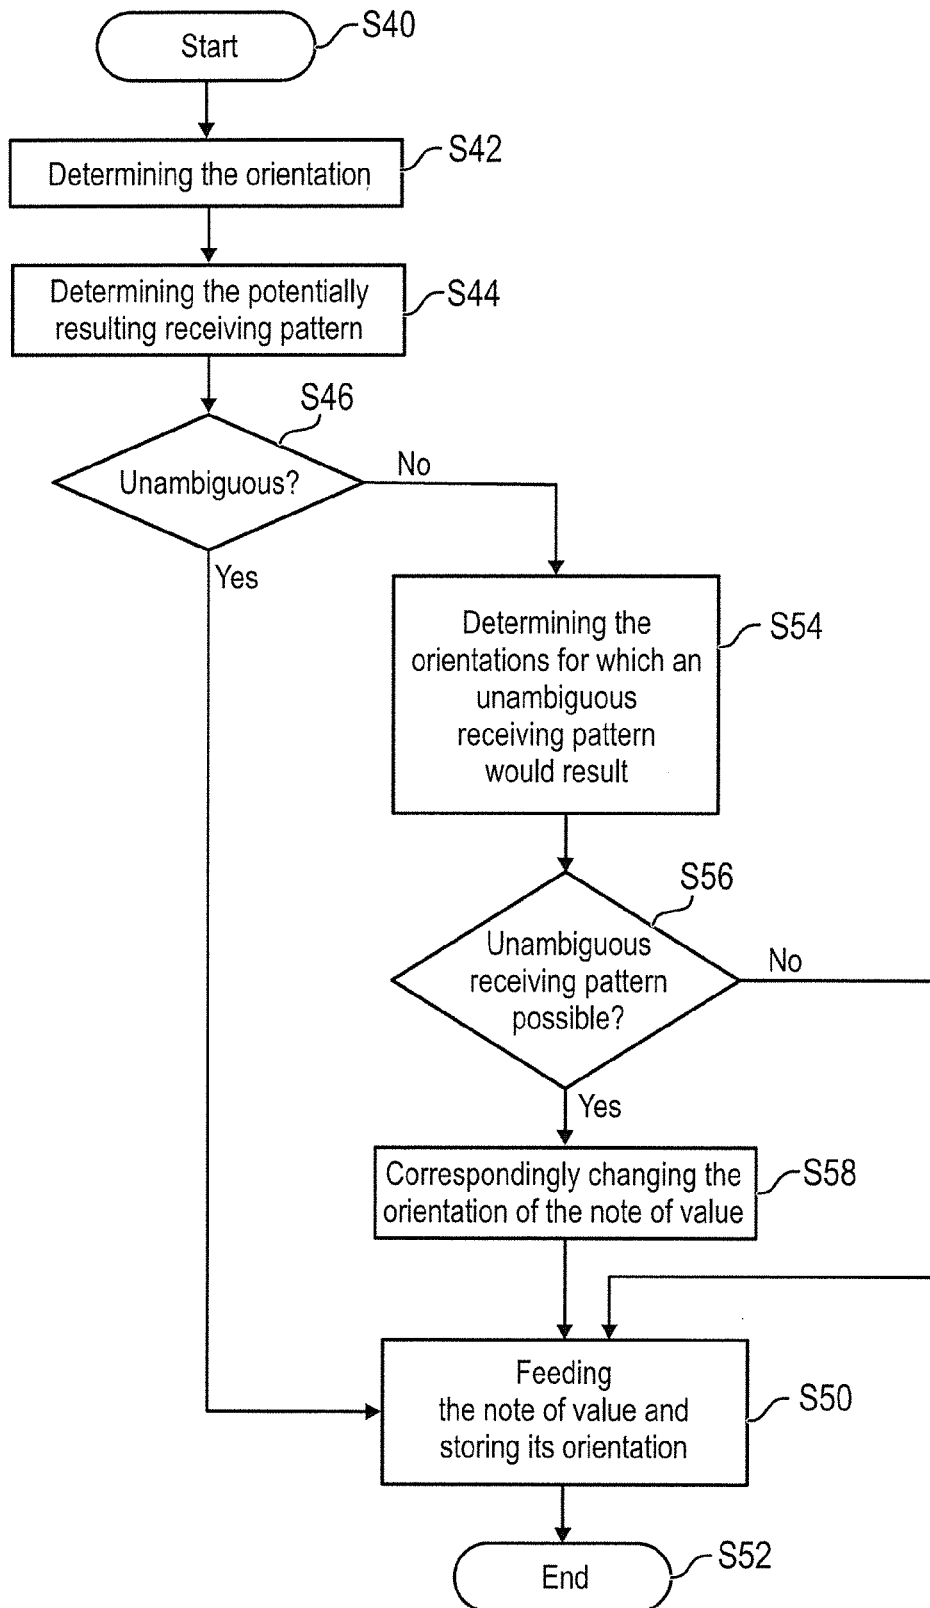 Start
S40
Determining the orientation
S42
Determining the potentially
resulting receiving pattern
S44
S46
Unambiguous?
No
Yes
Determining the
orientations for which an
unambiguous
receiving pattern
would result
S54
S56
Unambiguous
receiving pattern
possible?
No
Yes
Correspondingly changing the
orientation of the note of value
S58
Feeding
the note of value and
storing its orientation
S50
End
S52